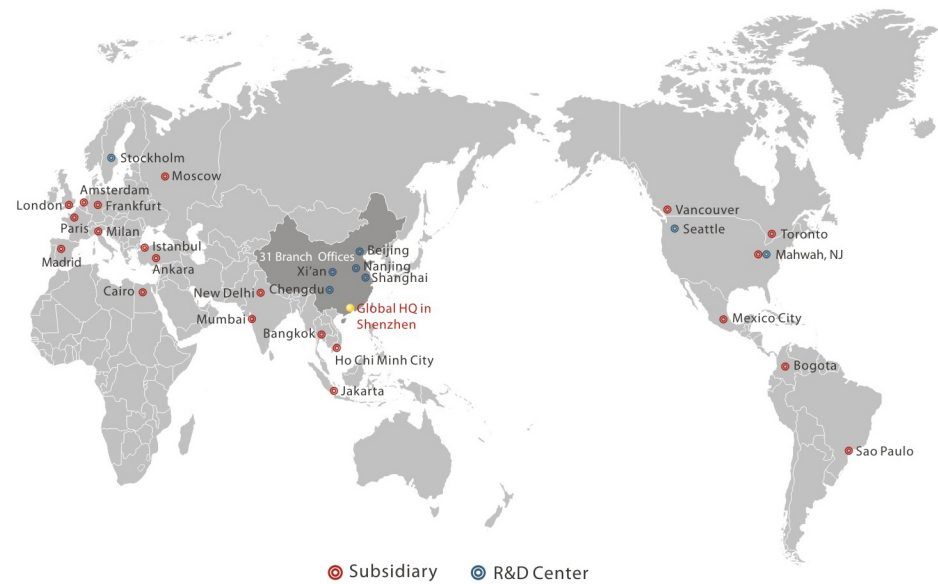 Stockholm
Moscow
Amsterdam
London
Frankfurt
Paris
Milan
Madrid
Istanbul
Ankara
Cairo
New Delhi
Mumbai
Bangkok
Ho Chi Minh City
Jakarta
31 Branch Offices
Beijing
Xi'an
Nanjing
Shanghai
Chengdu
Global HQ in
Shenzhen
Vancouver
Seattle
Toronto
Mahwah, NJ
Mexico City
Bogota
Sao Paulo
Subsidiary
R&D Center